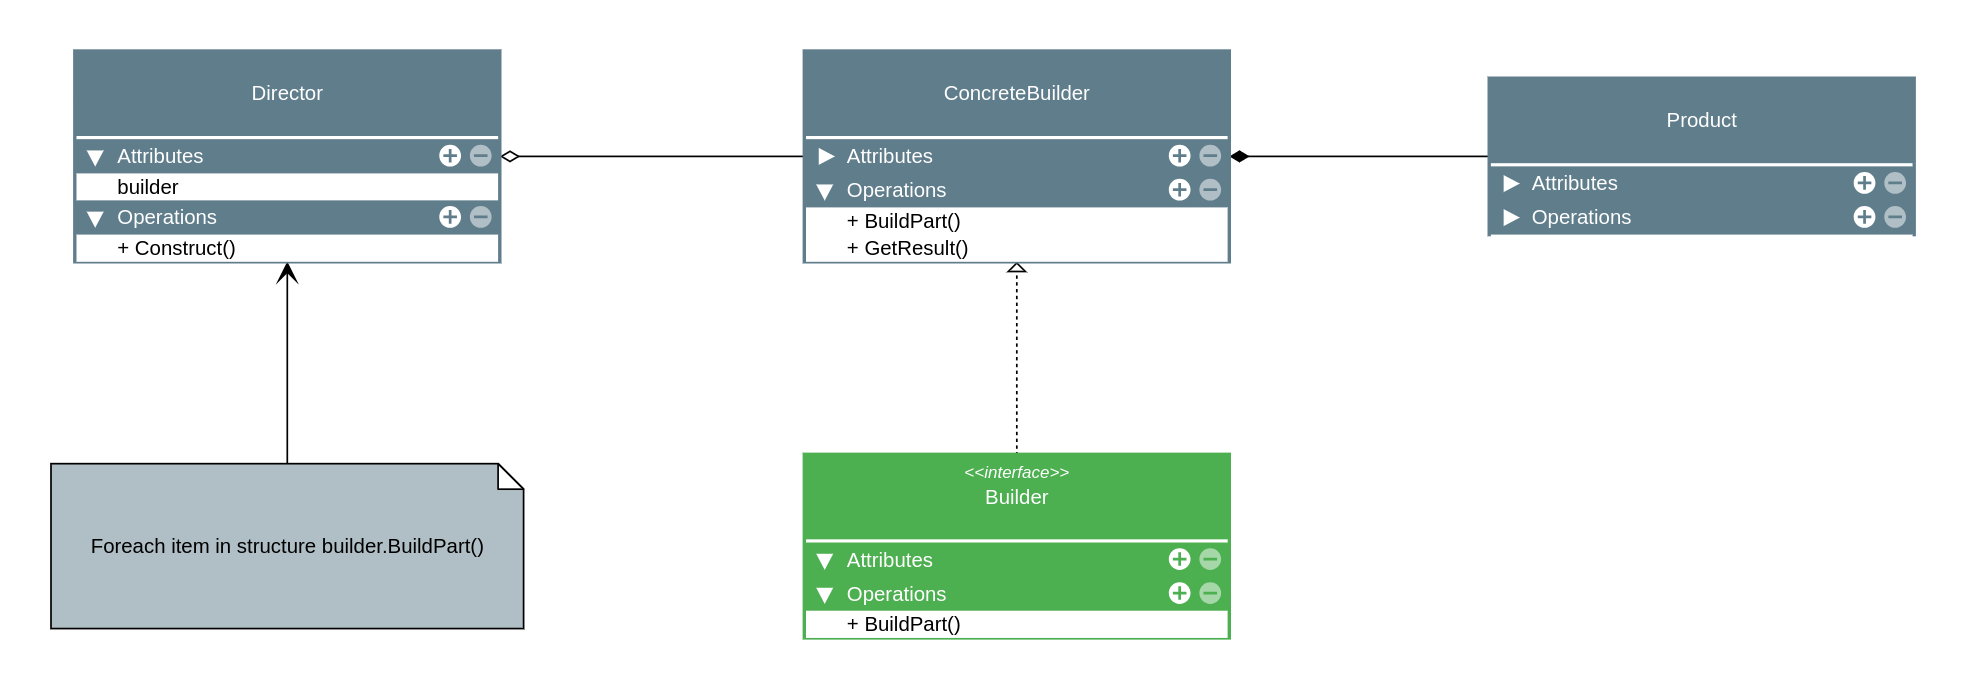 Director
Attributes
builder
Operations
+ Construct()
ConcreteBuilder
Attributes
Operations
+ BuildPart()
+ GetResult()
Product
Attributes
Operations
Foreach item in structure builder.BuildPart()
<<interface>>
Builder
Attributes
Operations
+ BuildPart()